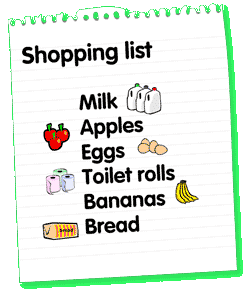 Shopping list
Milk
Apples
Eggs
Toilet rolls
Bananas
Bread